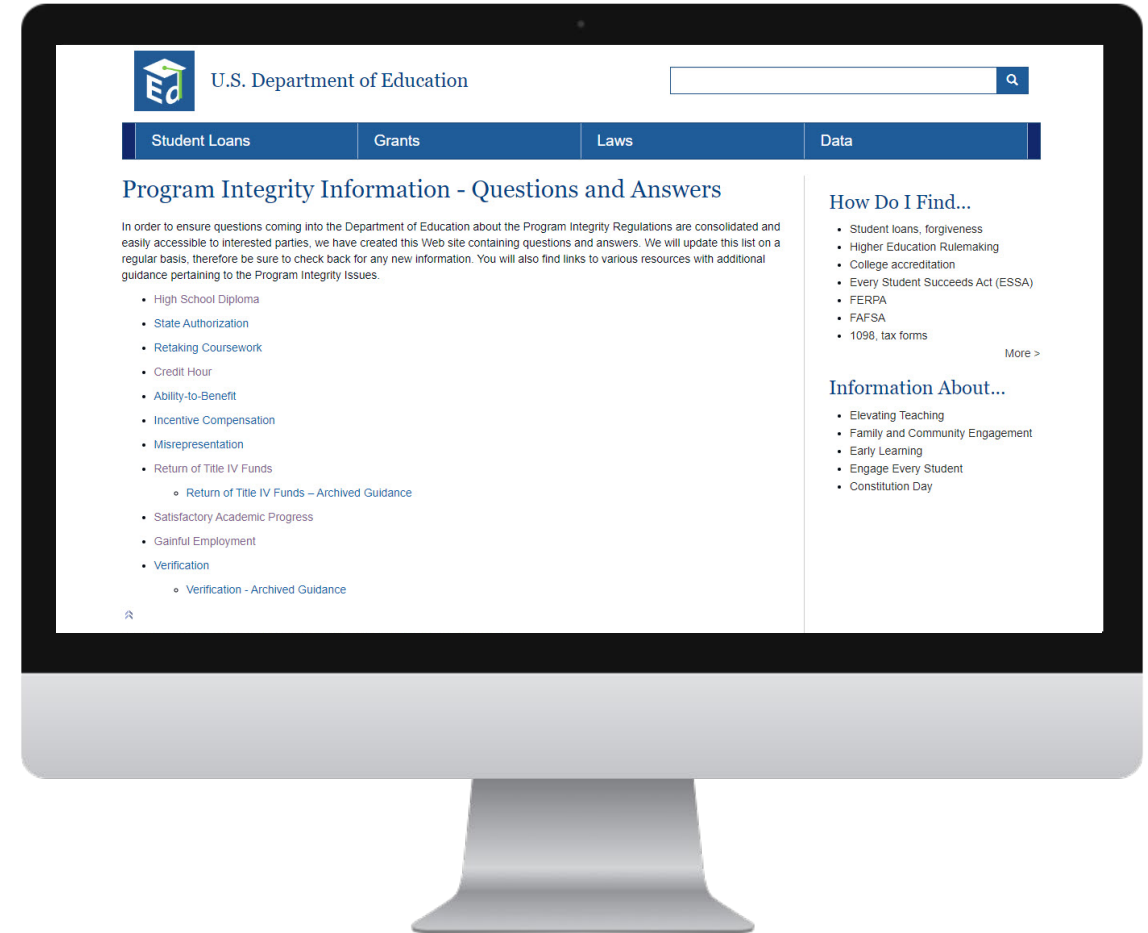 Ed
U.S. Department of Education
Student Loans
Grants
Laws
Data
Program Integrity Information - Questions and Answers
In order to ensure questions coming into the Department of Education about the Program Integrity Regulations are consolidated and
easily accessible to interested parties, we have created this Web site containing questions and answers. We will update this list on a
regular basis, therefore be sure to check back for any new information. You will also find links to various resources with additional
guidance pertaining to the Program Integrity Issues.
High School Diploma
State Authorization
Retaking Coursework
Credit Hour
Ability-to-Benefit
Incentive Compensation
Misrepresentation
Return of Title IV Funds
Return of Title IV Funds – Archived Guidance
Satisfactory Academic Progress
Gainful Employment
Verification
Verification - Archived Guidance
How Do I Find...
Student loans, forgiveness
Higher Education Rulemaking
College accreditation
Every Student Succeeds Act (ESSA)
FERPA
FAFSA
1098, tax forms
More >
Information About...
Elevating Teaching
Family and Community Engagement
Early Learning
Engage Every Student
Constitution Day